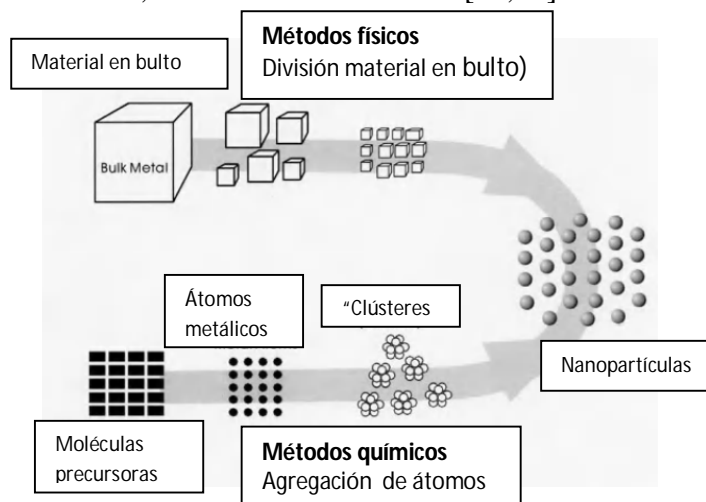 Métodos físicos
División material en bulto)
Material en bulto
Bulk Metal
Átomos
metálicos
“Clústeres
Nanopartículas
Moléculas
precursoras
Métodos químicos
Agregación de átomos